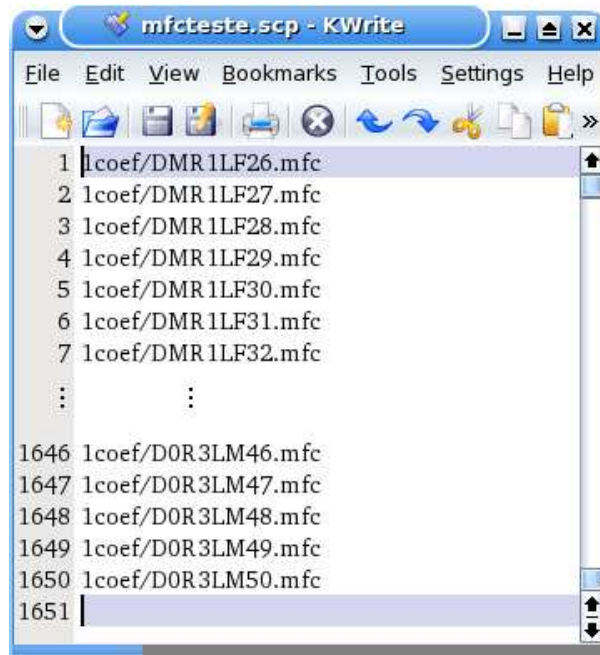 mfcteste.scp - KWrite
File Edit View Bookmarks Tools Settings Help
»
1 1coef/DMR1LF26.mfc
2 1coef/DMR1LF27.mfc
3 1coef/DMR1LF28.mfc
4 1coef/DMR1LF29.mfc
5 1coef/DMR1LF30.mfc
6 1coef/DMR1LF31.mfc
7 1coef/DMR1LF32.mfc
⋮ ⋮
1646 1coef/D0R3LM46.mfc
1647 1coef/D0R3LM47.mfc
1648 1coef/D0R3LM48.mfc
1649 1coef/D0R3LM49.mfc
1650 1coef/D0R3LM50.mfc
1651